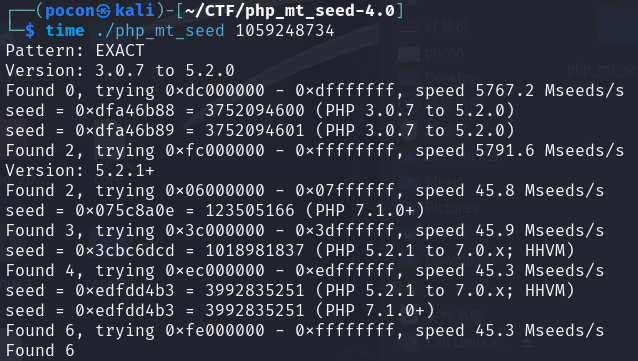 ┌──(pocon㉿kali)-[~/CTF/php_mt_seed-4.0]
└─$ time ./php_mt_seed 1059248734
Pattern: EXACT
Version: 3.0.7 to 5.2.0
Found 0, trying 0×dc000000 - 0×dfffffff, speed 5767.2 Mseeds/s
seed = 0×dfa46b88 = 3752094600 (PHP 3.0.7 to 5.2.0)
seed = 0×dfa46b89 = 3752094601 (PHP 3.0.7 to 5.2.0)
Found 2, trying 0×fc000000 - 0×ffffffff, speed 5791.6 Mseeds/s
Version: 5.2.1+
Found 2, trying 0×06000000 - 0×07ffffff, speed 45.8 Mseeds/s
seed = 0×075c8a0e = 123505166 (PHP 7.1.0+)
Found 3, trying 0×3c000000 - 0×3dffffff, speed 45.9 Mseeds/s
seed = 0×3cbc6dcd = 1018981837 (PHP 5.2.1 to 7.0.x; HHVM)
Found 4, trying 0×ec000000 - 0×edffffff, speed 45.3 Mseeds/s
seed = 0×edfdd4b3 = 3992835251 (PHP 5.2.1 to 7.0.x; HHVM)
seed = 0×edfdd4b3 = 3992835251 (PHP 7.1.0+)
Found 6, trying 0×fe000000 - 0×ffffffff, speed 45.3 Mseeds/s
Found 6